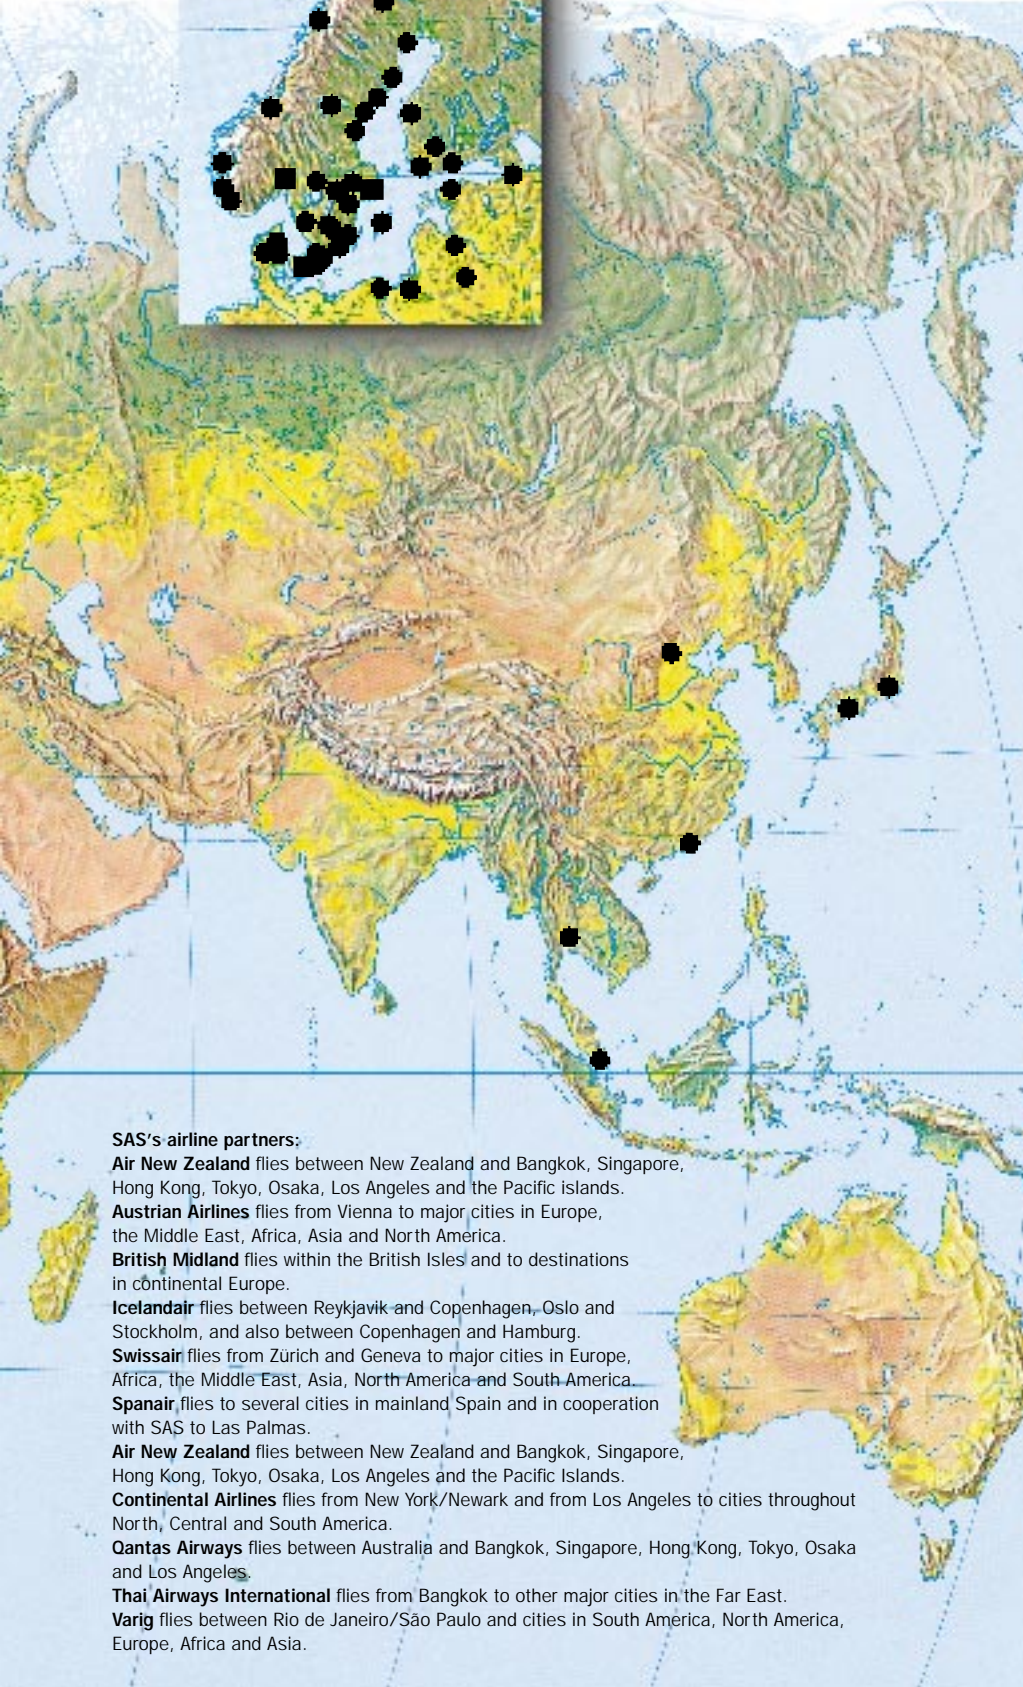 SAS's airline partners:
Air New Zealand flies between New Zealand and Bangkok, Singapore,
Hong Kong, Tokyo, Osaka, Los Angeles and the Pacific islands.
Austrian Airlines flies from Vienna to major cities in Europe,
the Middle East, Africa, Asia and North America.
British Midland flies within the British Isles and to destinations
in continental Europe.
Icelandair flies between Reykjavik and Copenhagen, Oslo and
Stockholm, and also between Copenhagen and Hamburg.
Swissair flies from Zürich and Geneva to major cities in Europe,
Africa, the Middle East, Asia, North America and South America.
Spanair flies to several cities in mainland Spain and in cooperation
with SAS to Las Palmas.
Air New Zealand flies between New Zealand and Bangkok, Singapore,
Hong Kong, Tokyo, Osaka, Los Angeles and the Pacific Islands.
Continental Airlines flies from New York/Newark and from Los Angeles to cities throughout
North, Central and South America.
Qantas Airways flies between Australia and Bangkok, Singapore, Hong Kong, Tokyo, Osaka
and Los Angeles.
Thai Airways International flies from Bangkok to other major cities in the Far East.
Varig flies between Rio de Janeiro/São Paulo and cities in South America, North America,
Europe, Africa and Asia.